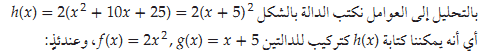 بالتحليل إلى العوامل نكتب الدالة بالشكل h(x) = 2(x² + 10x + 25) = 2(x + 5)²
أي أنه يمكننا كتابة h(x) كتركيب للدالتين f(x) = 2x², g(x) = x + 5، وعندئذٍ: